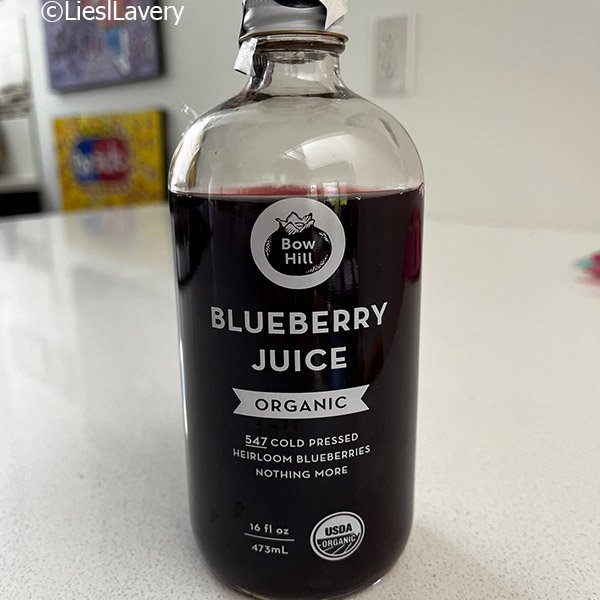 ©LieslLavery
Bow
Hill
BLUEBERRY
JUICE
ORGANIC
547 COLD PRESSED
HEIRLOOM BLUEBERRIES
NOTHING MORE
16 fl oz
473mL
USDA
ORGANIC